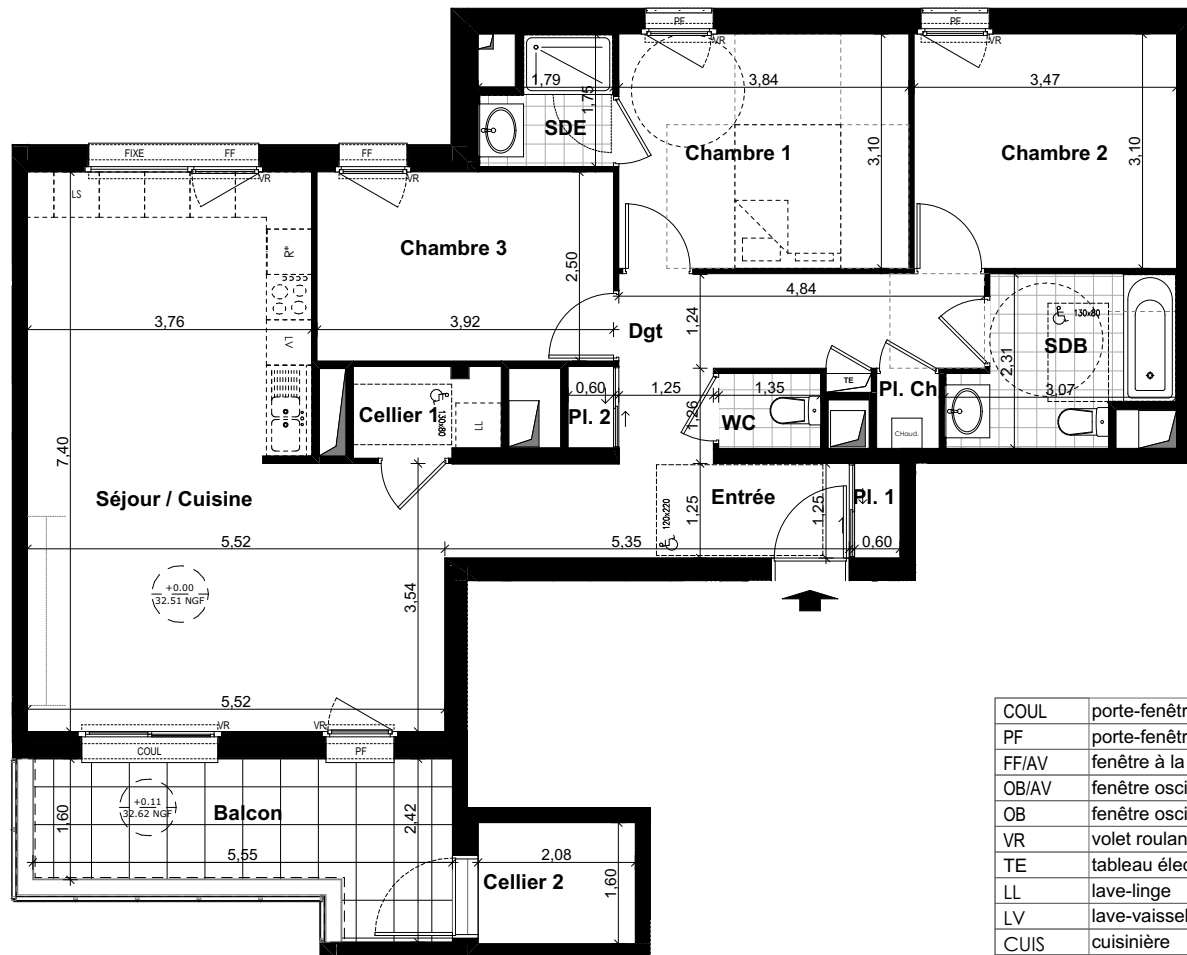 PF
VR
PF
VR
1,79
1,75
SDE
3,84
3,10
Chambre 1
3,47
3,10
Chambre 2
FIXE
FF
VR
FF
VR
LS
R*
Chambre 3
2,50
3,76
3,92
LV
4,84
1,24
Dgt
130x80
SDB
2,31
3,07
Cellier 1
130x80
LL
0,60
Pl. 2
1,25
1,26
1,35
WC
TE
Pl. Ch
CHaud.
7,40
Séjour / Cuisine
Entrée
120x220
1,25
1,25
Pl. 1
5,52
5,35
0,60
+0.00
32.51 NGF
3,54
5,52
VR
VR
COUL
PF
1,60
+0.11
32.62 NGF
Balcon
2,42
5,55
2,08
Cellier 2
1,60
COUL porte-fenêtr
PF porte-fenêtr
FF/AV fenêtre à la
OB/AV fenêtre osci
OB fenêtre osci
VR volet roulan
TE tableau élec
LL lave-linge
LV lave-vaissel
CUIS cuisinière